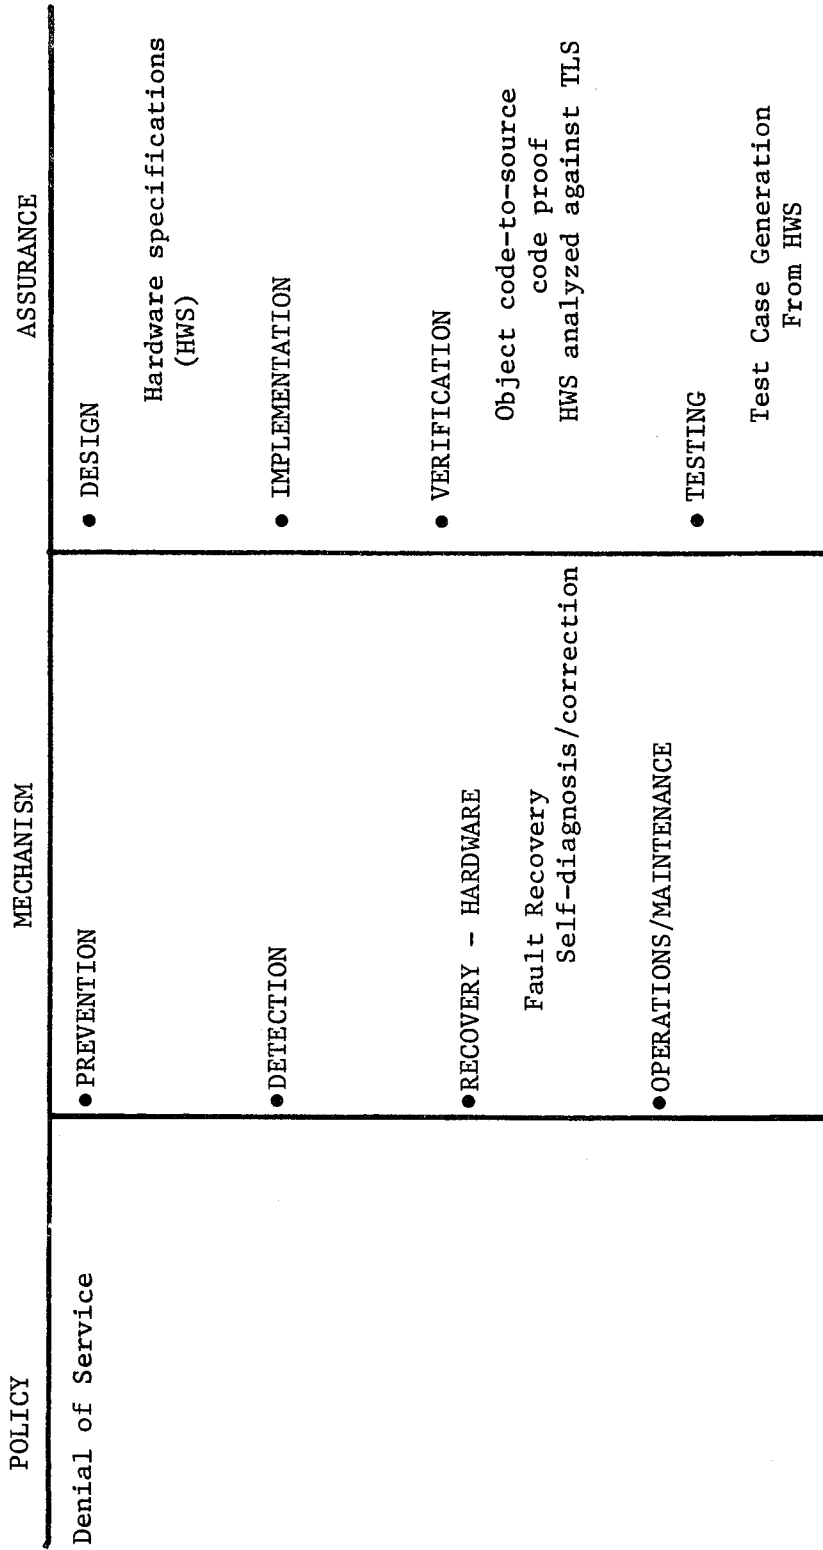 POLICY
MECHANISM
ASSURANCE
Denial of Service
● PREVENTION
● DETECTION
● RECOVERY - HARDWARE
Fault Recovery
Self-diagnosis/correction
● OPERATIONS/MAINTENANCE
● DESIGN
Hardware specifications
(HWS)
● IMPLEMENTATION
● VERIFICATION
Object code-to-source
code proof
HWS analyzed against TLS
● TESTING
Test Case Generation
From HWS